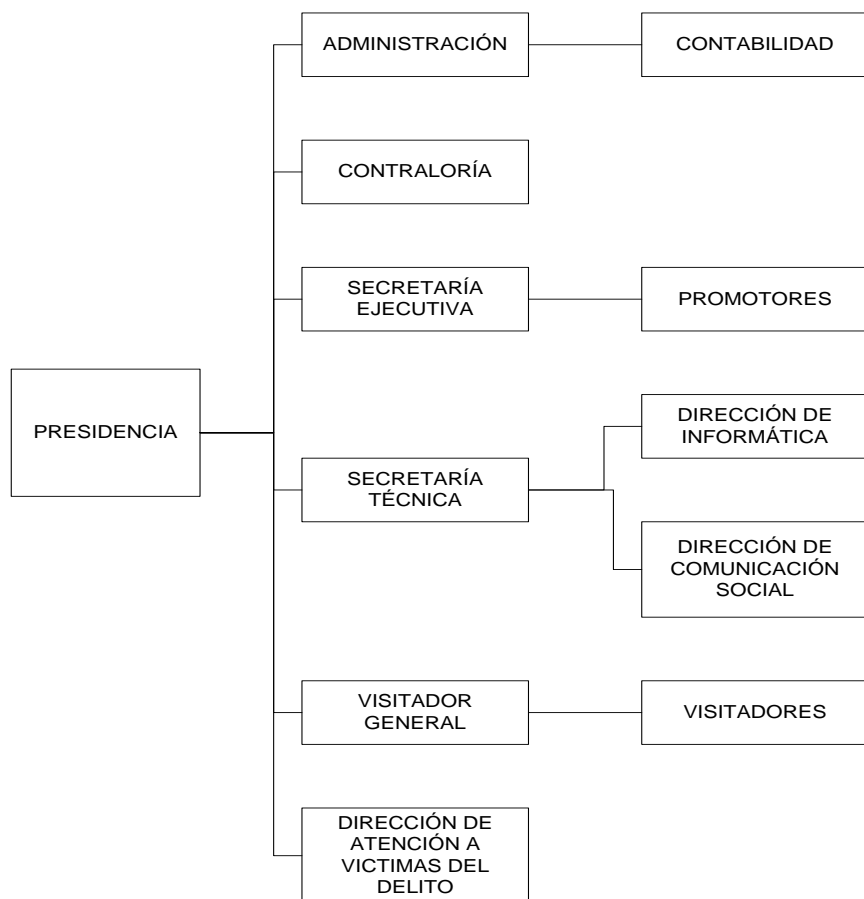 ADMINISTRACIÓN
CONTABILIDAD
CONTRALORÍA
SECRETARÍA
EJECUTIVA
PROMOTORES
PRESIDENCIA
DIRECCIÓN DE
INFORMÁTICA
SECRETARÍA
TÉCNICA
DIRECCIÓN DE
COMUNICACIÓN
SOCIAL
VISITADOR
GENERAL
VISITADORES
DIRECCIÓN DE
ATENCIÓN A
VICTIMAS DEL
DELITO